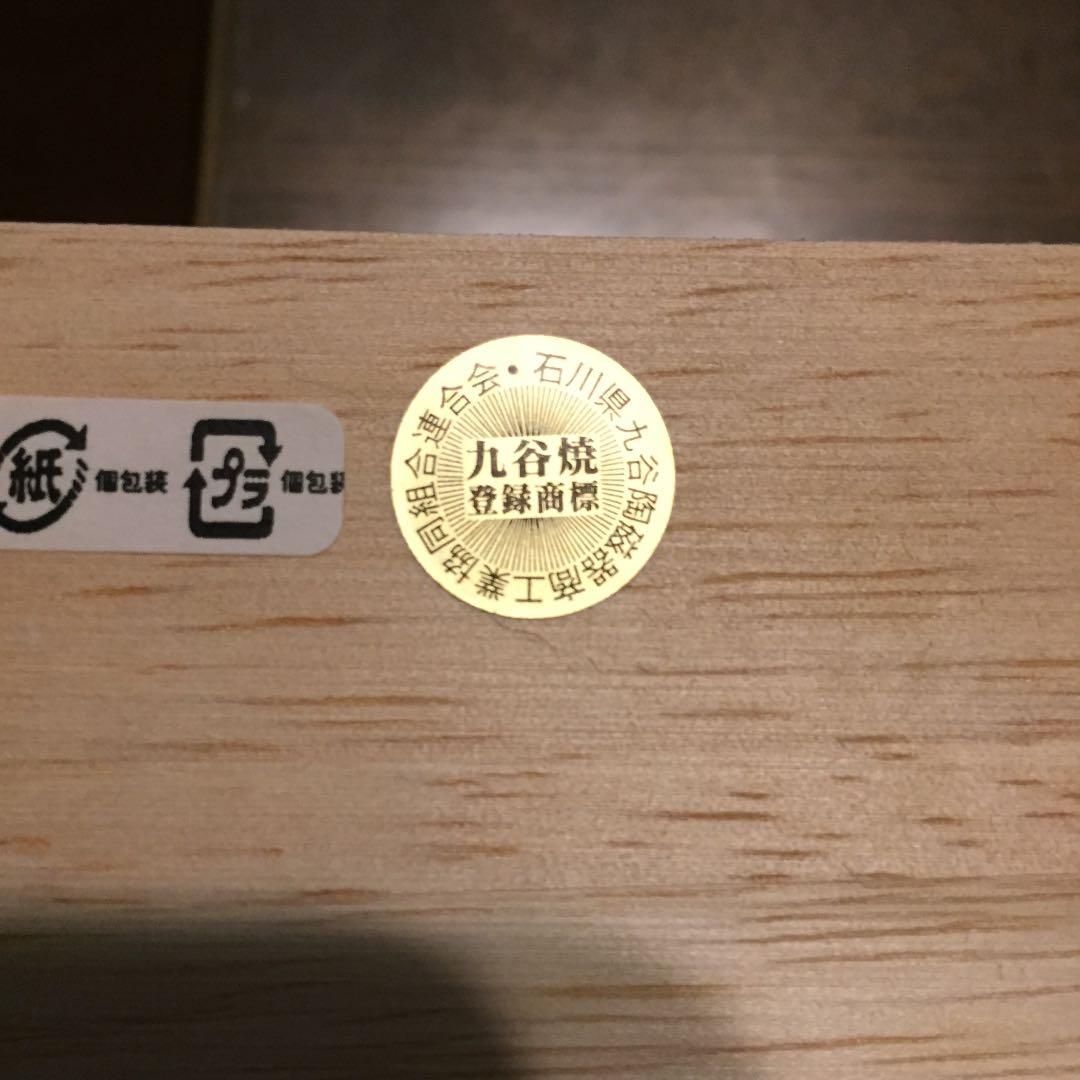 紙 個包装
プラ 個包装
石川県九谷陶磁器商工業協同組合連合会・
九谷焼
登録商標